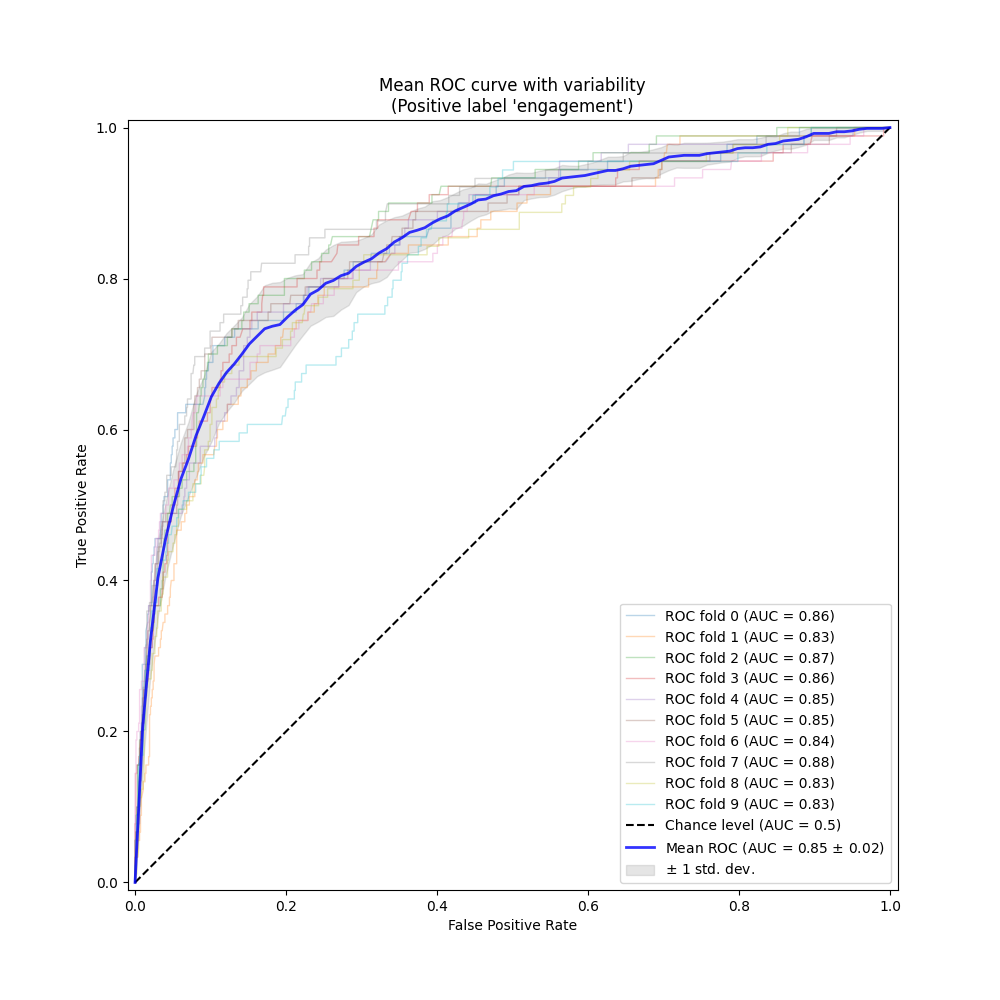 Mean ROC curve with variability
(Positive label 'engagement')
True Positive Rate
1.0
0.8
0.6
0.4
0.2
0.0
ROC fold 0 (AUC = 0.86)
ROC fold 1 (AUC = 0.83)
ROC fold 2 (AUC = 0.87)
ROC fold 3 (AUC = 0.86)
ROC fold 4 (AUC = 0.85)
ROC fold 5 (AUC = 0.85)
ROC fold 6 (AUC = 0.84)
ROC fold 7 (AUC = 0.88)
ROC fold 8 (AUC = 0.83)
ROC fold 9 (AUC = 0.83)
Chance level (AUC = 0.5)
Mean ROC (AUC = 0.85 ± 0.02)
± 1 std. dev.
0.0 0.2 0.4 0.6 0.8 1.0
False Positive Rate